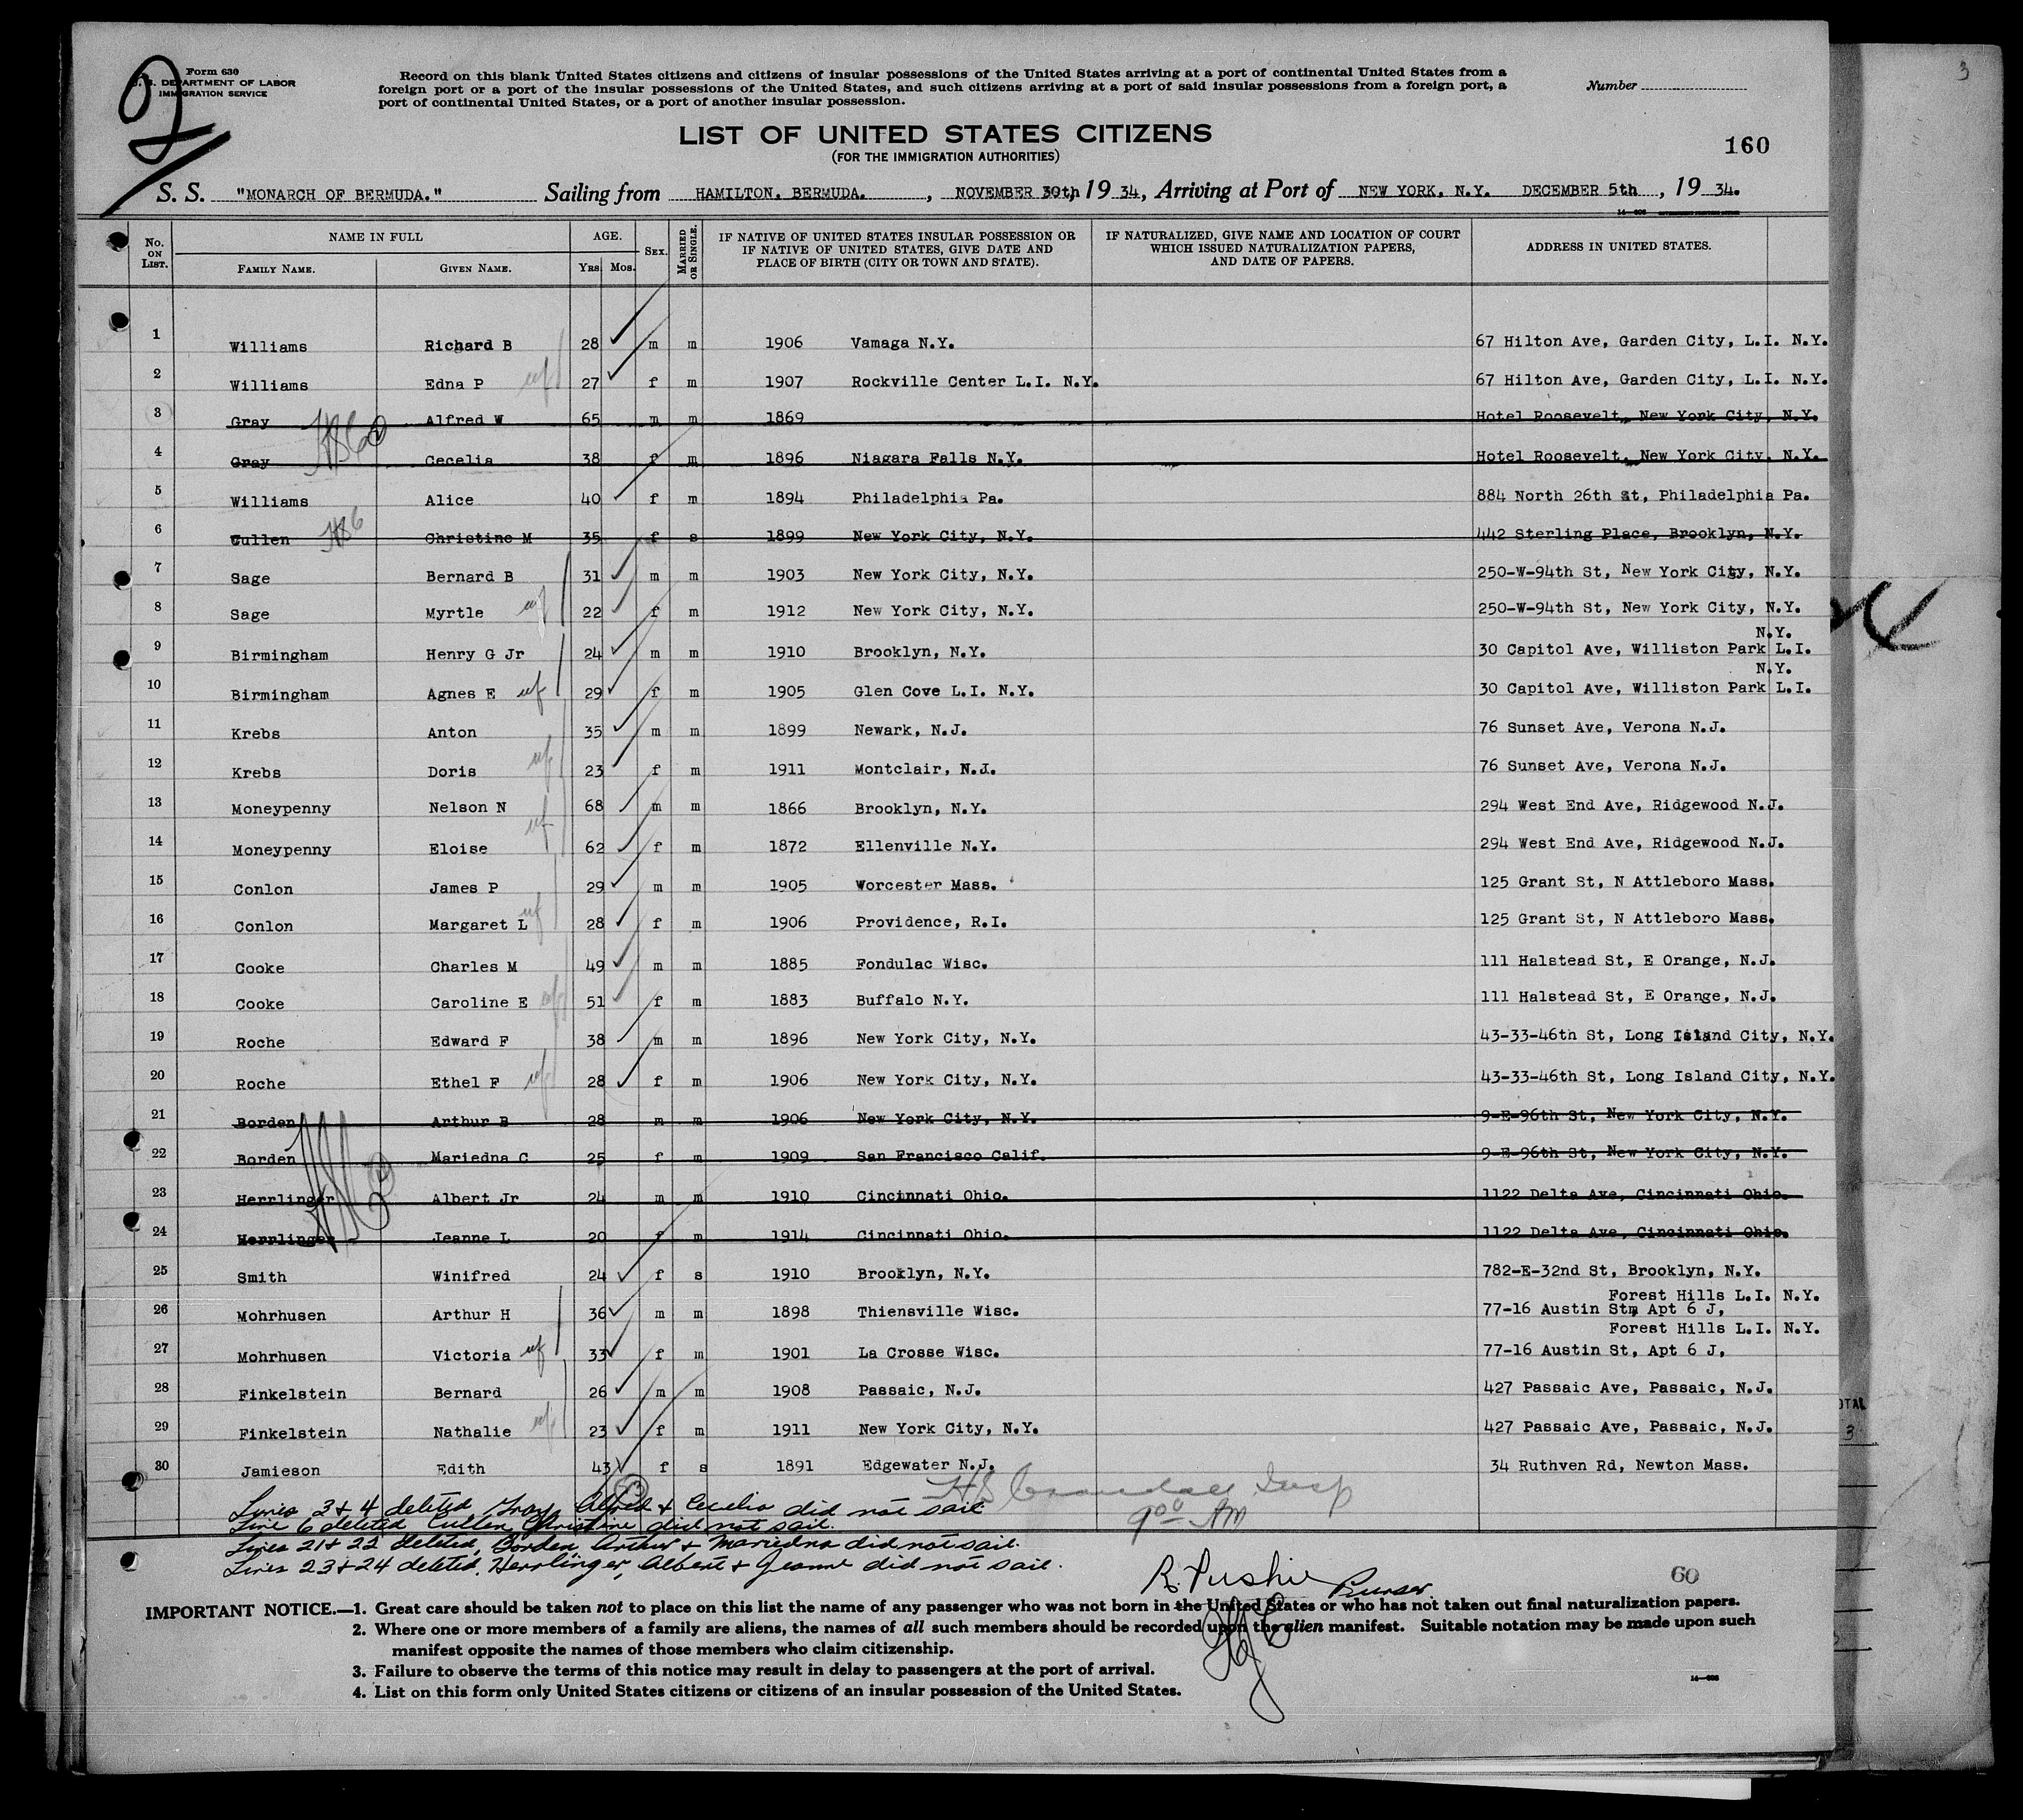 Form 630
U. S. DEPARTMENT OF LABOR
IMMIGRATION SERVICE
Record on this blank United States citizens and citizens of insular possessions of the United States arriving at a port of continental United States from a
foreign port or a port of the insular possessions of the United States, and such citizens arriving at a port of said insular possessions from a foreign port, a
port of continental United States, or a port of another insular possession.
Number
3
LIST OF UNITED STATES CITIZENS
(FOR THE IMMIGRATION AUTHORITIES)
160
S. S. "MONARCH OF BERMUDA." Sailing from HAMILTON, BERMUDA. , NOVEMBER 30th, 19 34, Arriving at Port of NEW YORK, N.Y. DECEMBER 5th , 19 34.
No. ON LIST. NAME IN FULL FAMILY NAME. GIVEN NAME. AGE. Yrs. Mos. SEX. MARRIED OR SINGLE. IF NATIVE OF UNITED STATES INSULAR POSSESSION OR IF NATIVE OF UNITED STATES, GIVE DATE AND PLACE OF BIRTH (CITY OR TOWN AND STATE). IF NATURALIZED, GIVE NAME AND LOCATION OF COURT WHICH ISSUED NATURALIZATION PAPERS, AND DATE OF PAPERS. ADDRESS IN UNITED STATES.
1 Williams Richard B 28 m m 1906 Vamaga N.Y. 67 Hilton Ave, Garden City, L.I. N.Y.
2 Williams Edna P wf 27 f m 1907 Rockville Center L.I. N.Y. 67 Hilton Ave, Garden City, L.I. N.Y.
3 Gray Alfred W 65 m m 1869 Hotel Roosevelt, New York City, N.Y.
4 Gray Cecelia 38 f m 1896 Niagara Falls N.Y. Hotel Roosevelt, New York City, N.Y.
5 Williams Alice 40 f m 1894 Philadelphia Pa. 884 North 26th St, Philadelphia Pa.
6 Cullen Christine M 35 f s 1899 New York City, N.Y. 442 Sterling Place, Brooklyn, N.Y.
7 Sage Bernard B 31 m m 1903 New York City, N.Y. 250-W-94th St, New York City, N.Y.
8 Sage Myrtle wf 22 f m 1912 New York City, N.Y. 250-W-94th St, New York City, N.Y.
N.Y.
9 Birmingham Henry G Jr 24 m m 1910 Brooklyn, N.Y. 30 Capitol Ave, Williston Park L.I.
N.Y.
10 Birmingham Agnes E wf 29 f m 1905 Glen Cove L.I. N.Y. 30 Capitol Ave, Williston Park L.I.
11 Krebs Anton 35 m m 1899 Newark, N.J. 76 Sunset Ave, Verona N.J.
12 Krebs Doris wf 23 f m 1911 Montclair, N.J. 76 Sunset Ave, Verona N.J.
13 Moneypenny Nelson N 68 m m 1866 Brooklyn, N.Y. 294 West End Ave, Ridgewood N.J.
14 Moneypenny Eloise wf 62 f m 1872 Ellenville N.Y. 294 West End Ave, Ridgewood N.J.
15 Conlon James P 29 m m 1905 Worcester Mass. 125 Grant St, N Attleboro Mass.
16 Conlon Margaret L wf 28 f m 1906 Providence, R.I. 125 Grant St, N Attleboro Mass.
17 Cooke Charles M 49 m m 1885 Fondulac Wisc. 111 Halstead St, E Orange, N.J.
18 Cooke Caroline E wf 51 f m 1883 Buffalo N.Y. 111 Halstead St, E Orange, N.J.
19 Roche Edward F 38 m m 1896 New York City, N.Y. 43-33-46th St, Long Island City, N.Y.
20 Roche Ethel F wf 28 f m 1906 New York City, N.Y. 43-33-46th St, Long Island City, N.Y.
21 Borden Arthur B 28 m m 1906 New York City, N.Y. 9-E-96th St, New York City, N.Y.
22 Borden Mariedna C 25 f m 1909 San Francisco Calif. 9-E-96th St, New York City, N.Y.
23 Herrlinger Albert Jr 24 m m 1910 Cincinnati Ohio. 1122 Delta Ave, Cincinnati Ohio.
24 Herrlinger Jeanne L 20 f m 1914 Cincinnati Ohio. 1122 Delta Ave, Cincinnati Ohio.
25 Smith Winifred 24 f s 1910 Brooklyn, N.Y. 782-E-32nd St, Brooklyn, N.Y.
Forest Hills L.I. N.Y.
26 Mohrhusen Arthur H 36 m m 1898 Thiensville Wisc. 77-16 Austin St, Apt 6 J,
Forest Hills L.I. N.Y.
27 Mohrhusen Victoria wf 33 f m 1901 La Crosse Wisc. 77-16 Austin St, Apt 6 J,
28 Finkelstein Bernard 26 m m 1908 Passaic, N.J. 427 Passaic Ave, Passaic, N.J.
29 Finkelstein Nathalie wf 23 f m 1911 New York City, N.Y. 427 Passaic Ave, Passaic, N.J.
30 Jamieson Edith 43 f s 1891 Edgewater N.J. 34 Ruthven Rd, Newton Mass.
Lines 3 & 4 deleted, Gray, Alfred & Cecelia did not sail.
Line 6 deleted Cullen, Christine did not sail.
Lines 21 & 22 deleted, Borden, Arthur & Mariedna did not sail.
Lines 23 & 24 deleted, Herrlinger, Albert & Jeanne did not sail.
Insp
9 00 AM
Purser
60
IMPORTANT NOTICE.—1. Great care should be taken not to place on this list the name of any passenger who was not born in the United States or who has not taken out final naturalization papers.
2. Where one or more members of a family are aliens, the names of all such members should be recorded upon the alien manifest. Suitable notation may be made upon such
manifest opposite the names of those members who claim citizenship.
3. Failure to observe the terms of this notice may result in delay to passengers at the port of arrival.
4. List on this form only United States citizens or citizens of an insular possession of the United States.